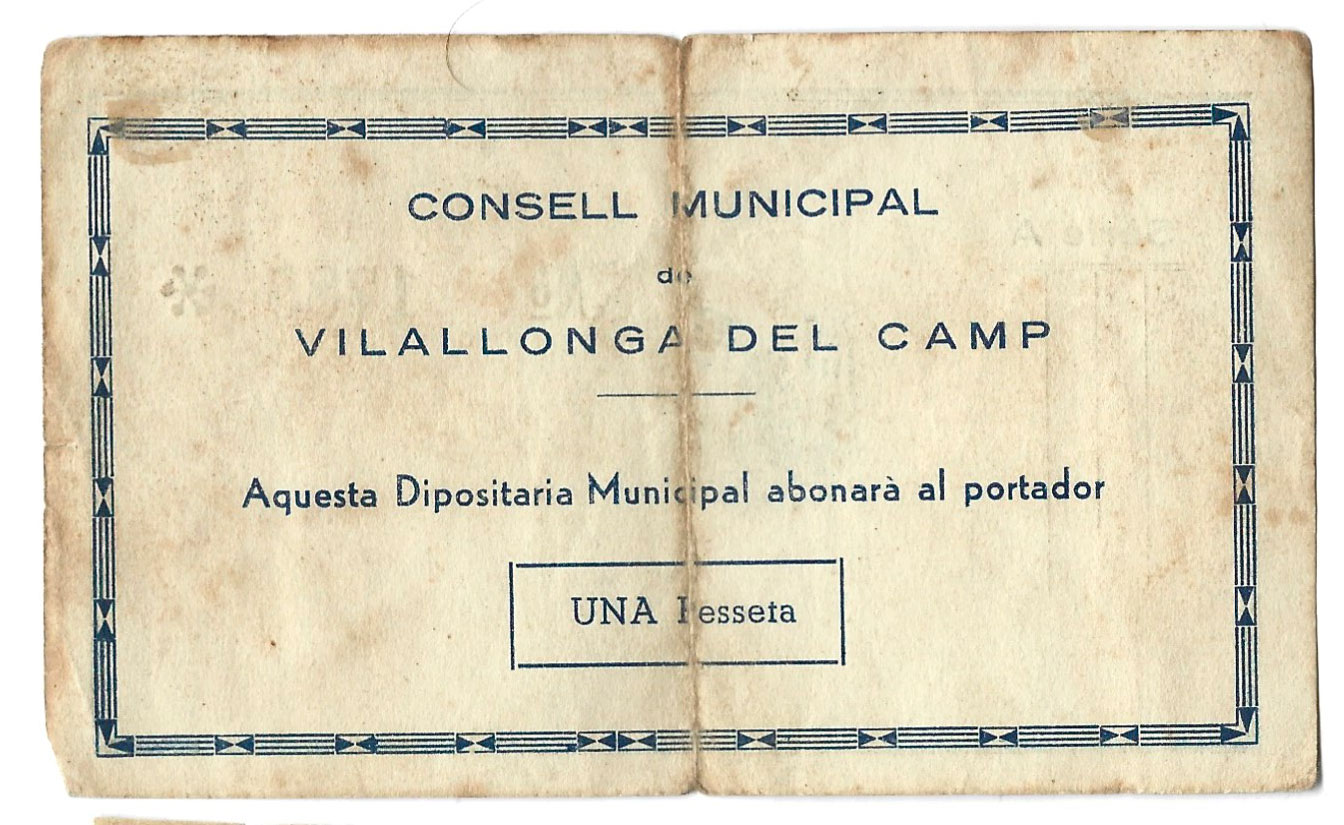 CONSELL MUNICIPAL
de
VILALLONGA DEL CAMP
Aquesta Dipositaria Municipal abonarà al portador
UNA Pesseta